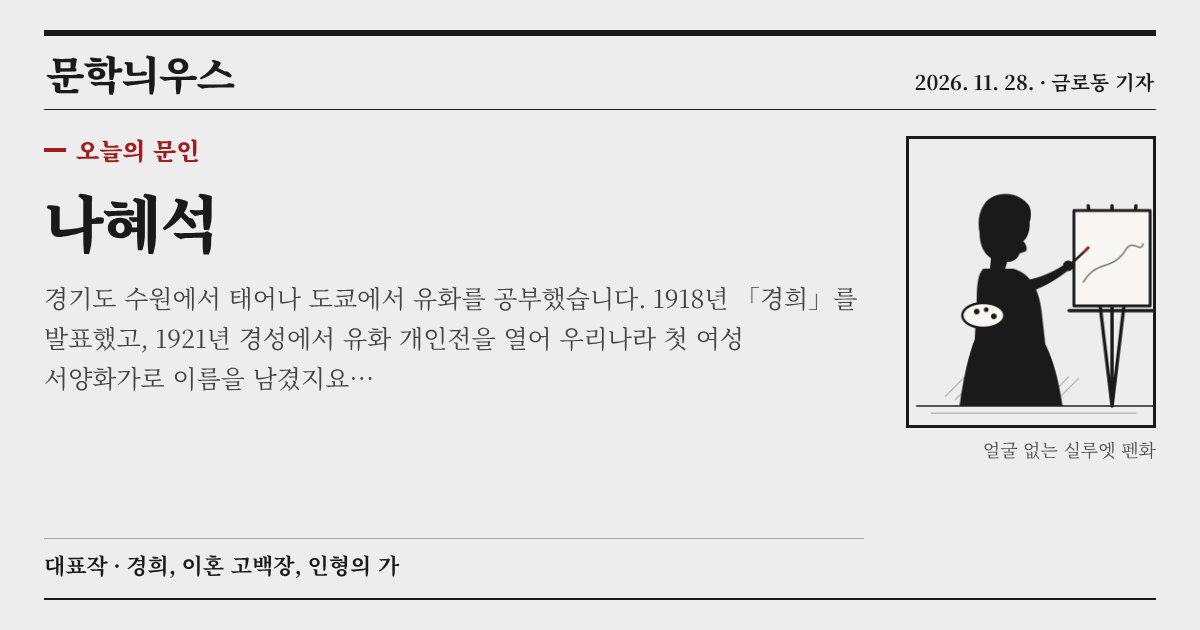 문학늬우스
2026. 11. 28. · 금로동 기자
오늘의 문인
나혜석
경기도 수원에서 태어나 도쿄에서 유화를 공부했습니다. 1918년 「경희」를
발표했고, 1921년 경성에서 유화 개인전을 열어 우리나라 첫 여성
서양화가로 이름을 남겼지요…
얼굴 없는 실루엣 펜화
대표작 · 경희, 이혼 고백장, 인형의 가